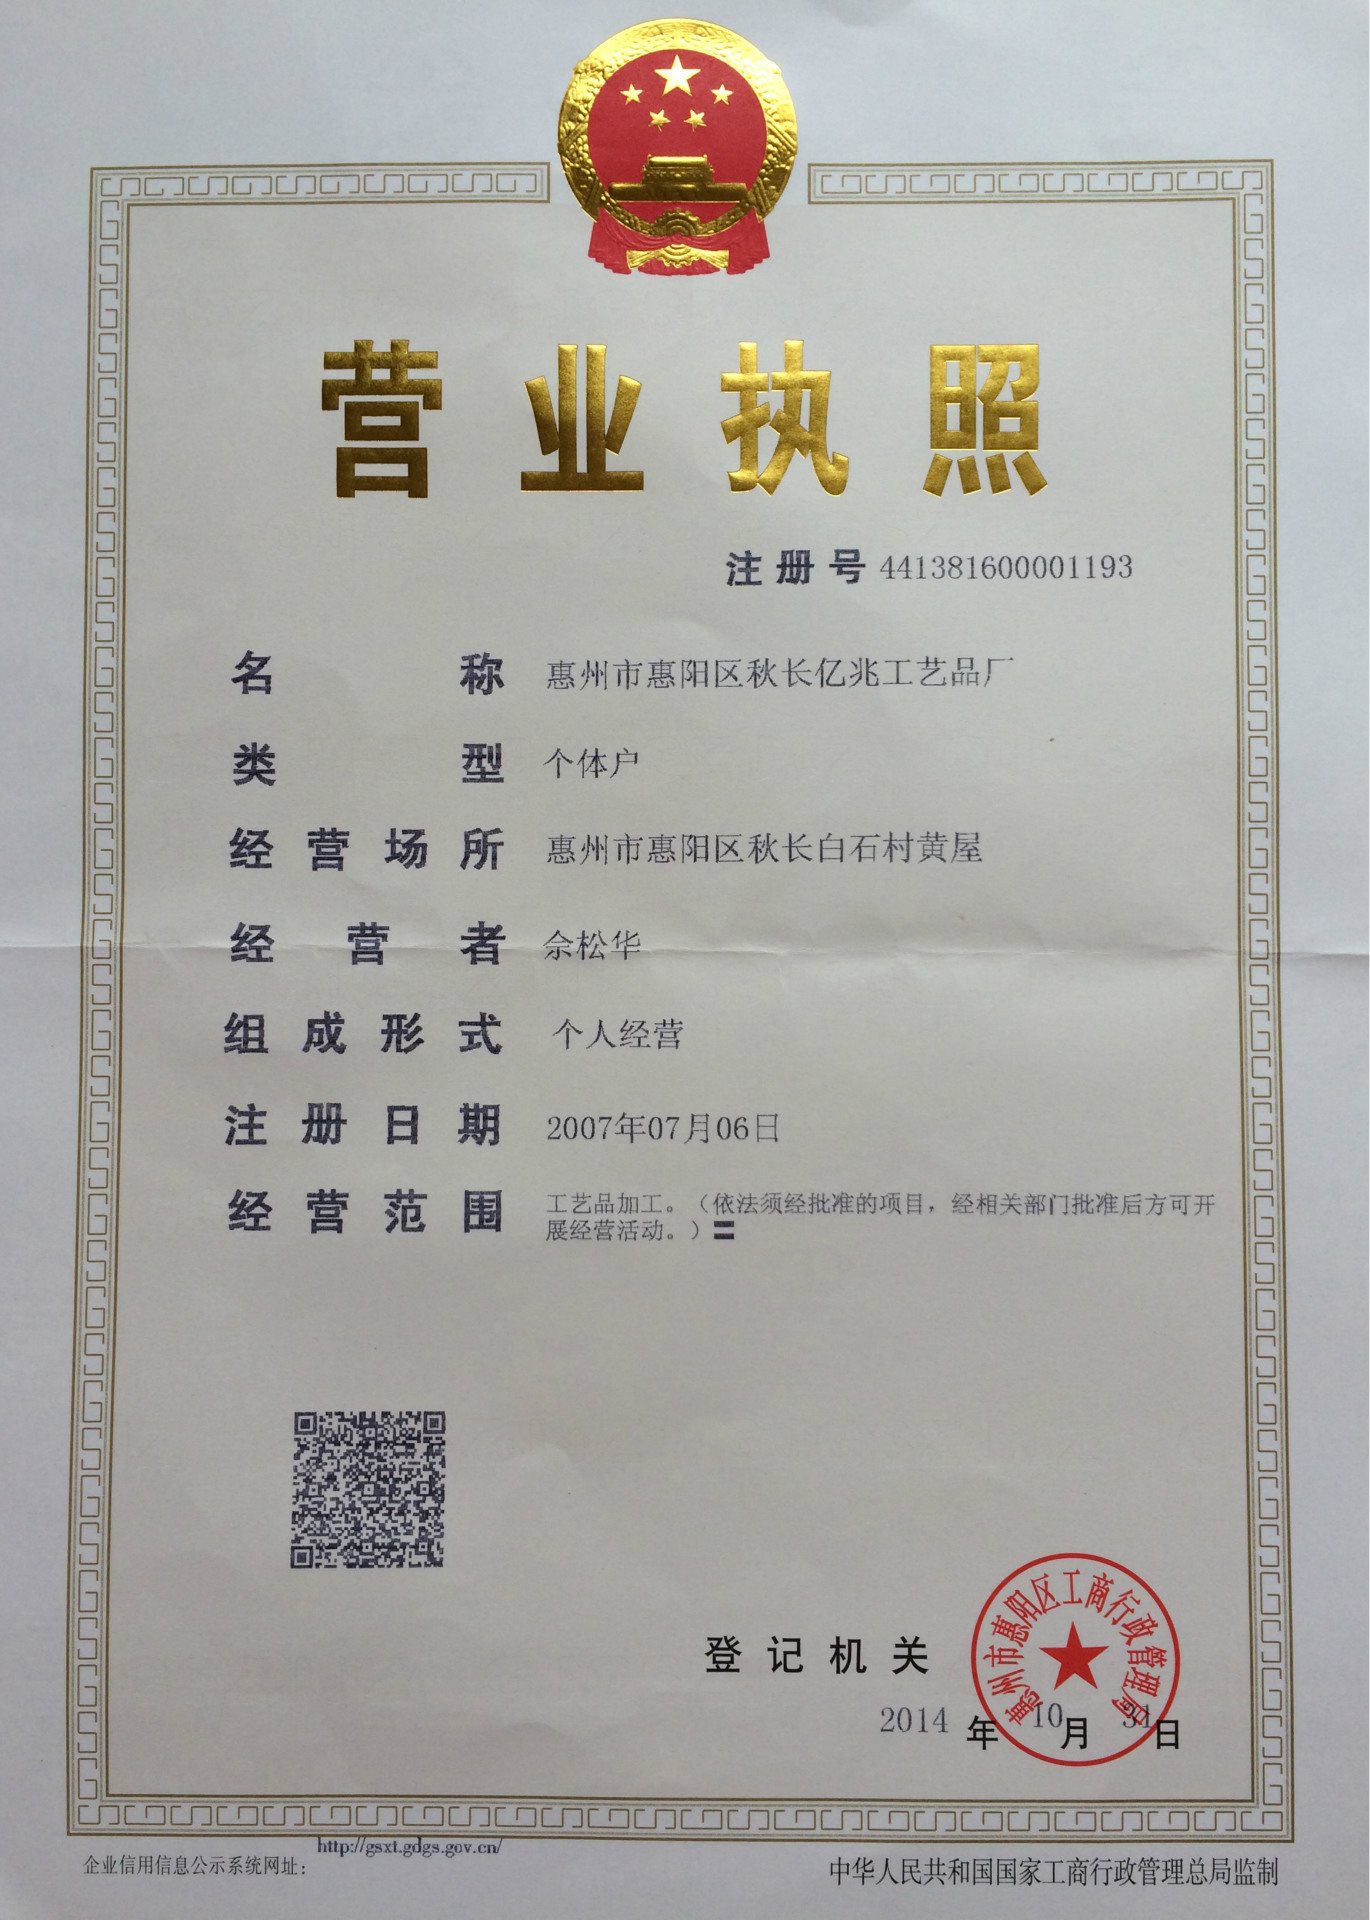 营业执照
注册号 441381600001193
名称 惠州市惠阳区秋长亿兆工艺品厂
类型 个体户
经营场所 惠州市惠阳区秋长白石村黄屋
经营者 佘松华
组成形式 个人经营
注册日期 2007年07月06日
经营范围 工艺品加工。（依法须经批准的项目，经相关部门批准后方可开
展经营活动。）〓
惠州市惠阳区工商行政管理局
登记机关
2014 年 10 月 31 日
http://gsxt.gdgs.gov.cn/
企业信用信息公示系统网址：
中华人民共和国国家工商行政管理总局监制